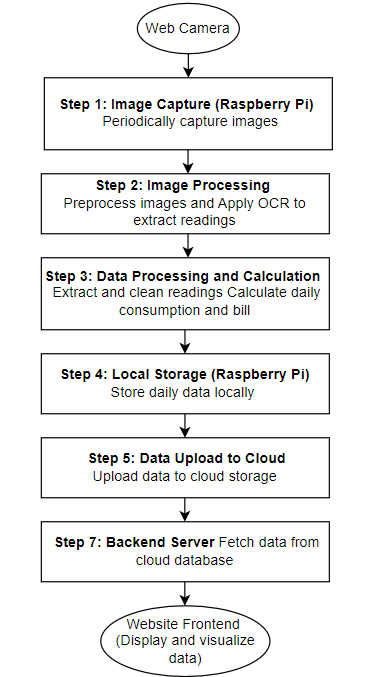 Web Camera
Step 1: Image Capture (Raspberry Pi)
Periodically capture images
Step 2: Image Processing
Preprocess images and Apply OCR to
extract readings
Step 3: Data Processing and Calculation
Extract and clean readings Calculate daily
consumption and bill
Step 4: Local Storage (Raspberry Pi)
Store daily data locally
Step 5: Data Upload to Cloud
Upload data to cloud storage
Step 7: Backend Server Fetch data from
cloud database
Website Frontend
(Display and visualize
data)